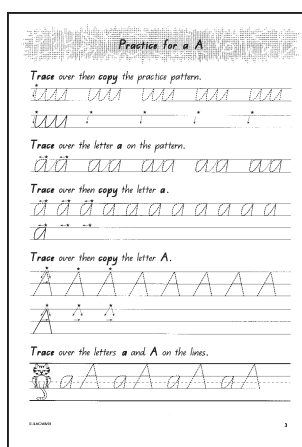 Practice for a A
Trace over then copy the practice pattern.
Trace over the letter a on the pattern.
a a a a a a a a a a
Trace over then copy the letter a.
a a a a a a a a a a a
a
Trace over then copy the letter A.
A A A A A A A A
A
Trace over the letters a and A on the lines.
a A a A a A a A
3